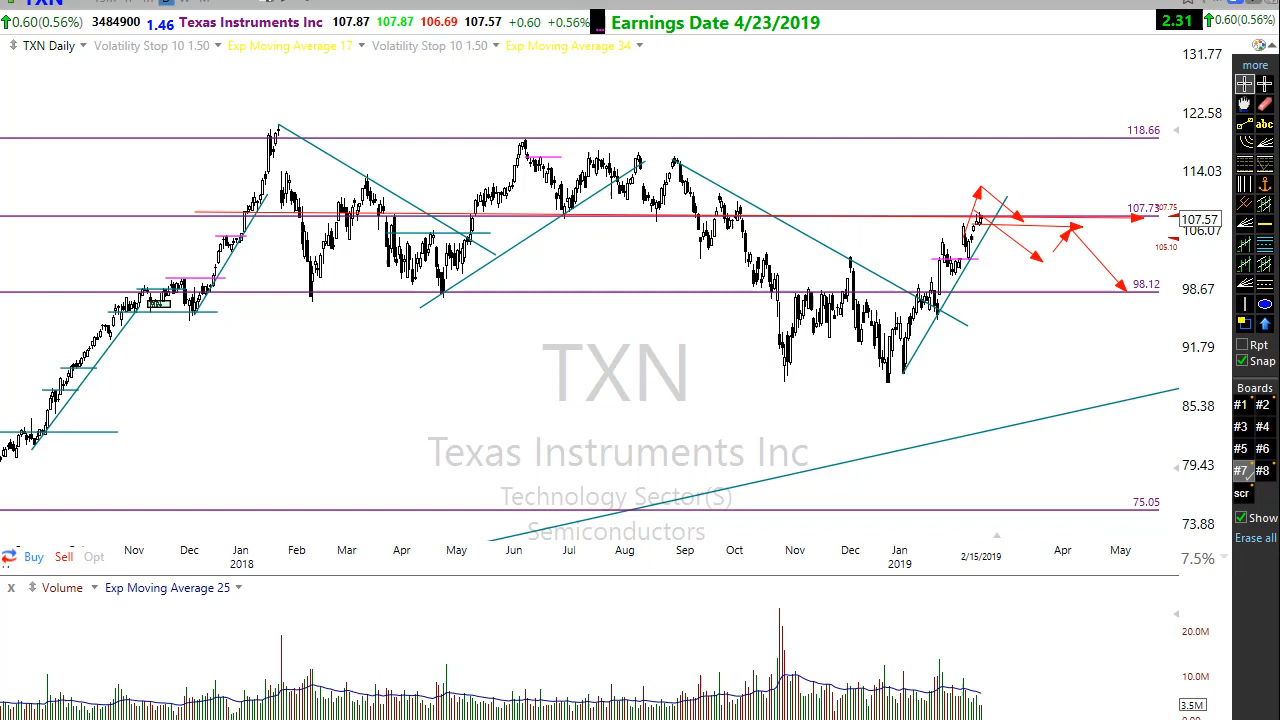 TXN
0.60(0.56%) 3484900 1.46 Texas Instruments Inc 107.87 107.87 106.69 107.57 +0.60 +0.56% Earnings Date 4/23/2019 2.31 0.60(0.56%)
TXN Daily Volatility Stop 10 1.50 Exp Moving Average 17 Volatility Stop 10 1.50 Exp Moving Average 34
131.77
more
122.58
118.66
abc
114.03
107.73
107.75
107.57
106.07
105.10
98.12
98.67
TXN
Rpt
91.79
Snap
Boards
85.38
#1 #2
#3 #4
Texas Instruments Inc
#5 #6
79.43
#7 #8
Technology Sector(S)
scr
75.05
Show
73.88
Semiconductors
Erase all
Buy Sell Opt
Nov Dec Jan Feb Mar Apr May Jun Jul Aug Sep Oct Nov Dec Jan 2/15/2019 Apr May
2018 2019
7.5%
x Volume Exp Moving Average 25
20.0M
10.0M
3.5M